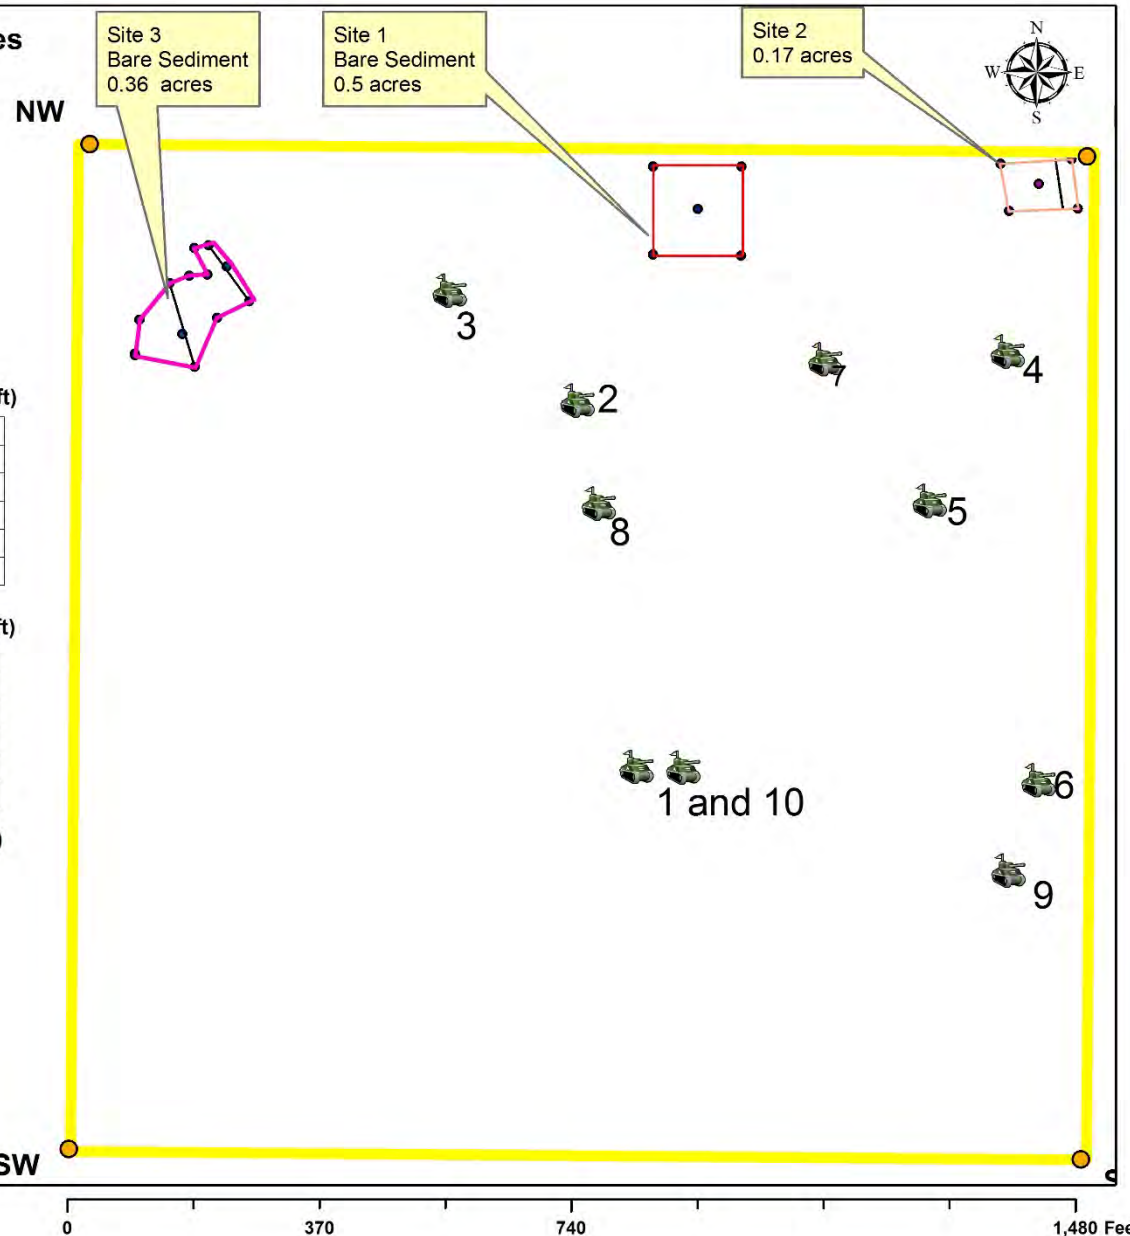 es
Site 3
Bare Sediment
0.36 acres
Site 1
Bare Sediment
0.5 acres
Site 2
0.17 acres
N
W
E
S
NW
3
7
4
ft)
2
8
5
ft)
1 and 10
6
)
9
SW
0
370
740
1,480 Fee